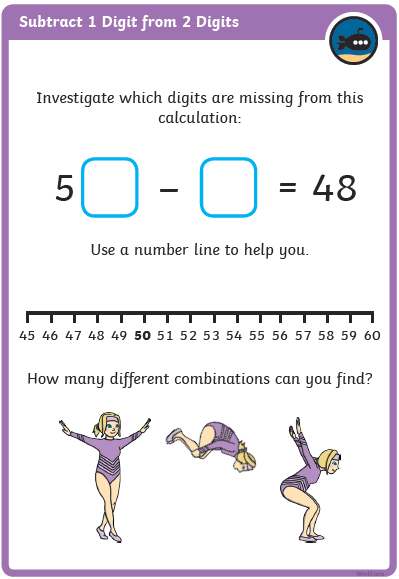 Subtract 1 Digit from 2 Digits
Investigate which digits are missing from this
calculation:
5 – = 48
Use a number line to help you.
45 46 47 48 49 50 51 52 53 54 55 56 57 58 59 60
How many different combinations can you find?